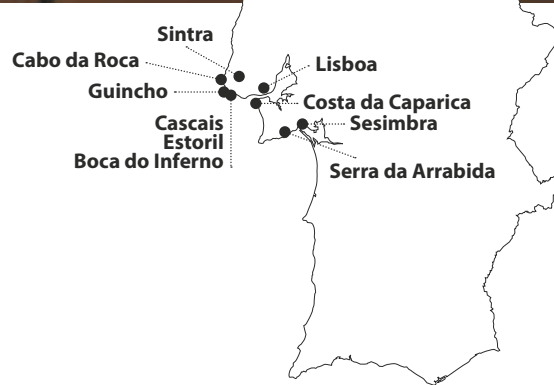 Sintra
Cabo da Roca
Lisboa
Guincho
Costa da Caparica
Cascais
Sesimbra
Estoril
Boca do Inferno
Serra da Arrabida